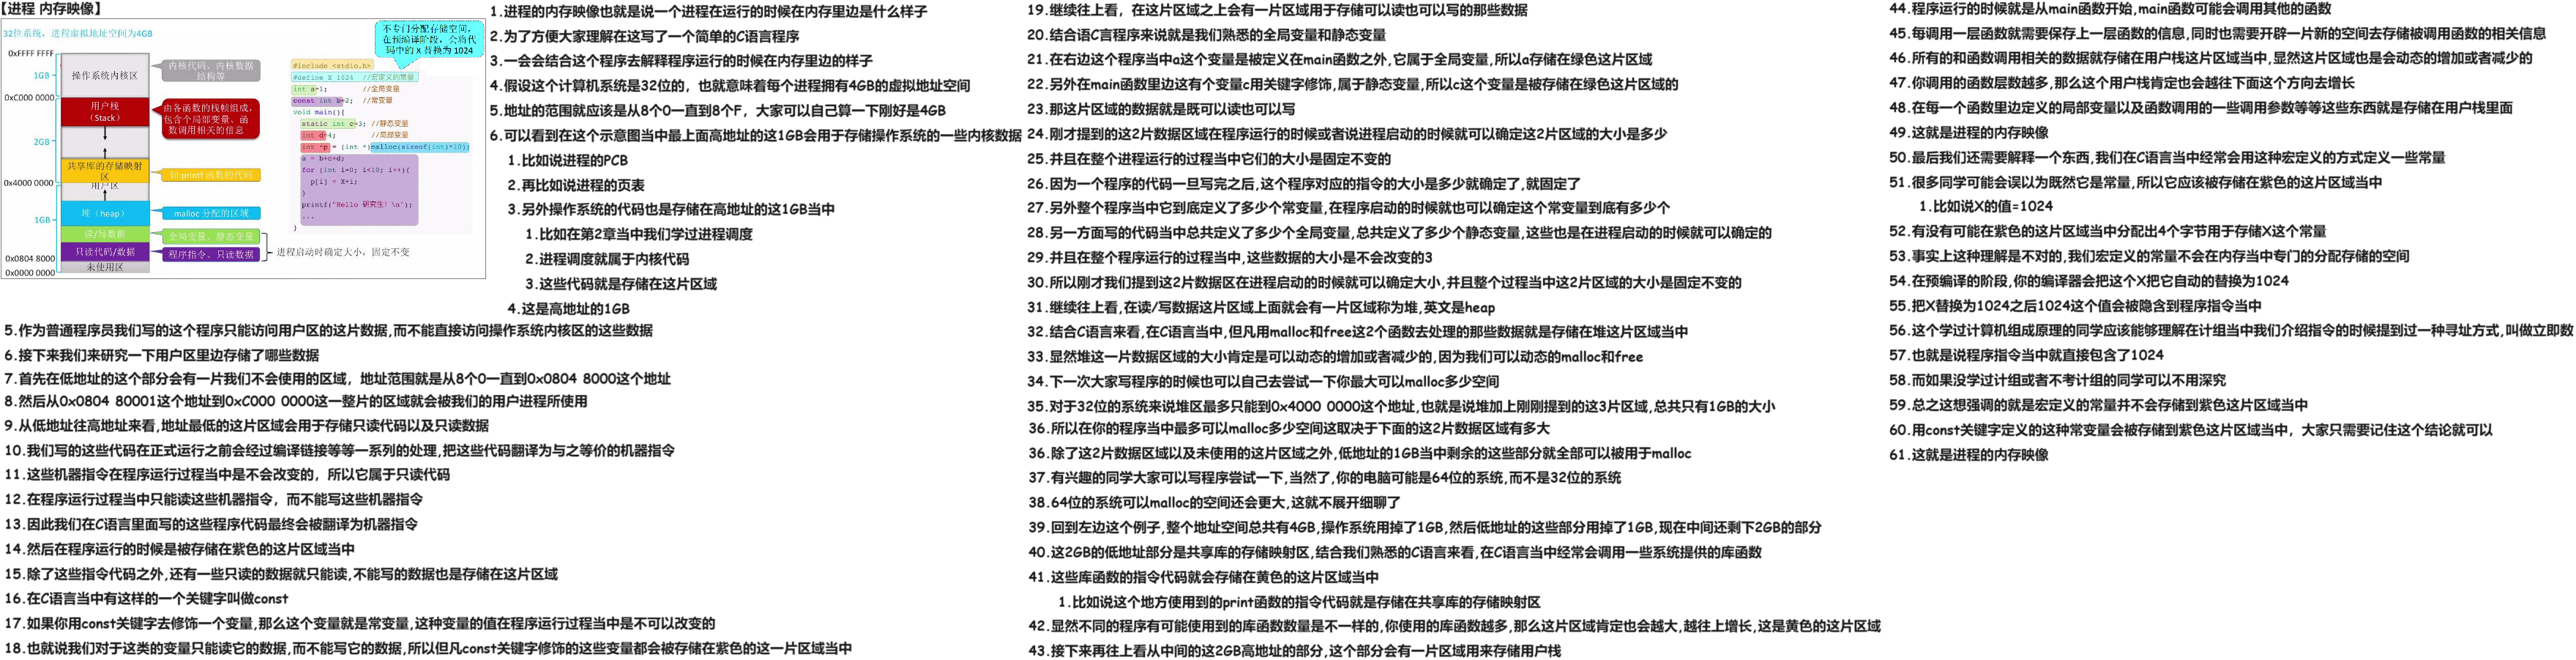 【进程 内存映像】
32位系统，进程虚拟地址空间为4GB
0xFFFF FFFF
1GB
操作系统内核区
内核代码、内核数据
结构等
0xC000 0000
用户栈
（Stack）
由各函数的栈帧组成,
包含个局部变量、函
数调用相关的信息
2GB
共享库的存储映射
区
如printf 函数的代码
0x4000 0000
用户区
1GB
堆（heap）
malloc 分配的区域
读/写数据
全局变量、静态变量
只读代码/数据
程序指令、只读数据
进程启动时确定大小，固定不变
0x0804 8000
未使用区
0x0000 0000
不专门分配存储空间，
在预编译阶段，会将代
码中的 X 替换为 1024
#include <stdio.h>
#define X 1024 //宏定义的常量
int a=1; //全局变量
const int b=2; //常变量
void main(){
static int c=3; //静态变量
int d=4; //局部变量
int *p = (int *)malloc(sizeof(int)*10);
a = b+c+d;
for (int i=0; i<10; i++){
p[i] = X+i;
}
printf("Hello 研究生! \n");
...
}
1.进程的内存映像也就是说一个进程在运行的时候在内存里边是什么样子
2.为了方便大家理解在这写了一个简单的C语言程序
3.一会会结合这个程序去解释程序运行的时候在内存里边的样子
4.假设这个计算机系统是32位的，也就意味着每个进程拥有4GB的虚拟地址空间
5.地址的范围就应该是从8个0一直到8个F，大家可以自己算一下刚好是4GB
6.可以看到在这个示意图当中最上面高地址的这1GB会用于存储操作系统的一些内核数据
1.比如说进程的PCB
2.再比如说进程的页表
3.另外操作系统的代码也是存储在高地址的这1GB当中
1.比如在第2章当中我们学过进程调度
2.进程调度就属于内核代码
3.这些代码就是存储在这片区域
4.这是高地址的1GB
5.作为普通程序员我们写的这个程序只能访问用户区的这片数据,而不能直接访问操作系统内核区的这些数据
6.接下来我们来研究一下用户区里边存储了哪些数据
7.首先在低地址的这个部分会有一片我们不会使用的区域，地址范围就是从8个0一直到0x0804 8000这个地址
8.然后从0x0804 80001这个地址到0xC000 0000这一整片的区域就会被我们的用户进程所使用
9.从低地址往高地址来看,地址最低的这片区域会用于存储只读代码以及只读数据
10.我们写的这些代码在正式运行之前会经过编译链接等等一系列的处理,把这些代码翻译为与之等价的机器指令
11.这些机器指令在程序运行过程当中是不会改变的，所以它属于只读代码
12.在程序运行过程当中只能读这些机器指令，而不能写这些机器指令
13.因此我们在C语言里面写的这些程序代码最终会被翻译为机器指令
14.然后在程序运行的时候是被存储在紫色的这片区域当中
15.除了这些指令代码之外,还有一些只读的数据就只能读,不能写的数据也是存储在这片区域
16.在C语言当中有这样的一个关键字叫做const
17.如果你用const关键字去修饰一个变量,那么这个变量就是常变量,这种变量的值在程序运行过程当中是不可以改变的
18.也就说我们对于这类的变量只能读它的数据,而不能写它的数据,所以但凡const关键字修饰的这些变量都会被存储在紫色的这一片区域当中
19.继续往上看，在这片区域之上会有一片区域用于存储可以读也可以写的那些数据
20.结合语C言程序来说就是我们熟悉的全局变量和静态变量
21.在右边这个程序当中a这个变量是被定义在main函数之外,它属于全局变量,所以a存储在绿色这片区域
22.另外在main函数里边这有个变量c用关键字修饰,属于静态变量,所以c这个变量是被存储在绿色这片区域的
23.那这片区域的数据就是既可以读也可以写
24.刚才提到的这2片数据区域在程序运行的时候或者说进程启动的时候就可以确定这2片区域的大小是多少
25.并且在整个进程运行的过程当中它们的大小是固定不变的
26.因为一个程序的代码一旦写完之后,这个程序对应的指令的大小是多少就确定了,就固定了
27.另外整个程序当中它到底定义了多少个常变量,在程序启动的时候就也可以确定这个常变量到底有多少个
28.另一方面写的代码当中总共定义了多少个全局变量,总共定义了多少个静态变量,这些也是在进程启动的时候就可以确定的
29.并且在整个程序运行的过程当中,这些数据的大小是不会改变的3
30.所以刚才我们提到这2片数据区在进程启动的时候就可以确定大小,并且整个过程当中这2片区域的大小是固定不变的
31.继续往上看,在读/写数据这片区域上面就会有一片区域称为堆,英文是heap
32.结合C语言来看,在C语言当中,但凡用malloc和free这2个函数去处理的那些数据就是存储在堆这片区域当中
33.显然堆这一片数据区域的大小肯定是可以动态的增加或者减少的,因为我们可以动态的malloc和free
34.下一次大家写程序的时候也可以自己去尝试一下你最大可以malloc多少空间
35.对于32位的系统来说堆区最多只能到0x4000 0000这个地址,也就是说堆加上刚刚提到的这3片区域,总共只有1GB的大小
36.所以在你的程序当中最多可以malloc多少空间这取决于下面的这2片数据区域有多大
36.除了这2片数据区域以及未使用的这片区域之外,低地址的1GB当中剩余的这些部分就全部可以被用于malloc
37.有兴趣的同学大家可以写程序尝试一下,当然了,你的电脑可能是64位的系统,而不是32位的系统
38.64位的系统可以malloc的空间还会更大,这就不展开细聊了
39.回到左边这个例子,整个地址空间总共有4GB,操作系统用掉了1GB,然后低地址的这些部分用掉了1GB,现在中间还剩下2GB的部分
40.这2GB的低地址部分是共享库的存储映射区,结合我们熟悉的C语言来看,在C语言当中经常会调用一些系统提供的库函数
41.这些库函数的指令代码就会存储在黄色的这片区域当中
1.比如说这个地方使用到的print函数的指令代码就是存储在共享库的存储映射区
42.显然不同的程序有可能使用到的库函数数量是不一样的,你使用的库函数越多,那么这片区域肯定也会越大,越往上增长,这是黄色的这片区域
43.接下来再往上看从中间的这2GB高地址的部分,这个部分会有一片区域用来存储用户栈
44.程序运行的时候就是从main函数开始,main函数可能会调用其他的函数
45.每调用一层函数就需要保存上一层函数的信息,同时也需要开辟一片新的空间去存储被调用函数的相关信息
46.所有的和函数调用相关的数据就存储在用户栈这片区域当中,显然这片区域也是会动态的增加或者减少的
47.你调用的函数层数越多,那么这个用户栈肯定也会越往下面这个方向去增长
48.在每一个函数里边定义的局部变量以及函数调用的一些调用参数等等这些东西就是存储在用户栈里面
49.这就是进程的内存映像
50.最后我们还需要解释一个东西,我们在C语言当中经常会用这种宏定义的方式定义一些常量
51.很多同学可能会误以为既然它是常量,所以它应该被存储在紫色的这片区域当中
1.比如说X的值=1024
52.有没有可能在紫色的这片区域当中分配出4个字节用于存储X这个常量
53.事实上这种理解是不对的,我们宏定义的常量不会在内存当中专门的分配存储的空间
54.在预编译的阶段,你的编译器会把这个X把它自动的替换为1024
55.把X替换为1024之后1024这个值会被隐含到程序指令当中
56.这个学过计算机组成原理的同学应该能够理解在计组当中我们介绍指令的时候提到过一种寻址方式,叫做立即数
57.也就是说程序指令当中就直接包含了1024
58.而如果没学过计组或者不考计组的同学可以不用深究
59.总之这想强调的就是宏定义的常量并不会存储到紫色这片区域当中
60.用const关键字定义的这种常变量会被存储到紫色这片区域当中，大家只需要记住这个结论就可以
61.这就是进程的内存映像